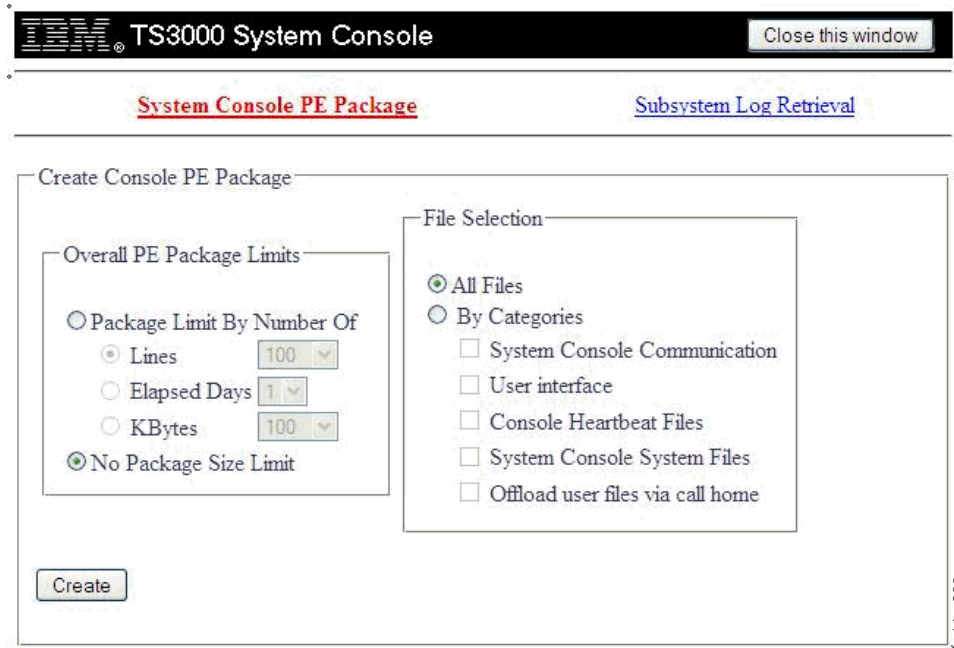 IBM® TS3000 System Console
Close this window
System Console PE Package
Subsystem Log Retrieval
Create Console PE Package
Overall PE Package Limits
Package Limit By Number Of
Lines 100
Elapsed Days 1
KBytes 100
No Package Size Limit
File Selection
All Files
By Categories
System Console Communication
User interface
Console Heartbeat Files
System Console System Files
Offload user files via call home
Create